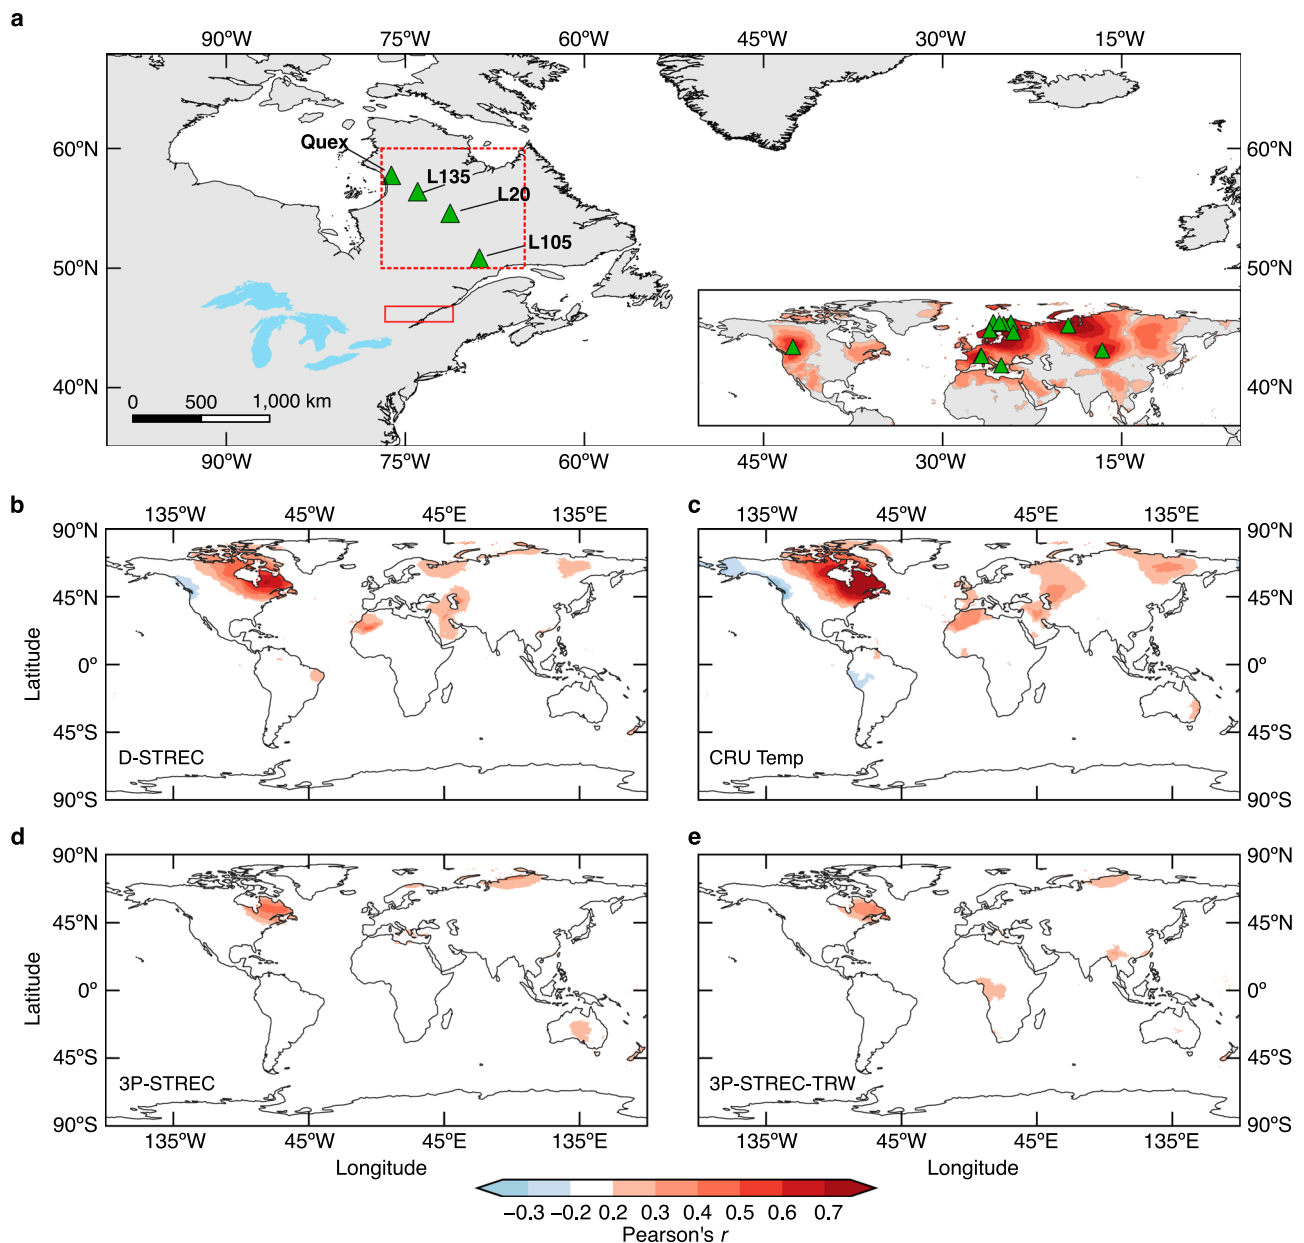 a
90°W 75°W 60°W 45°W 30°W 15°W
60°N 60°N
Quex
L135
L20
L105
50°N 50°N
40°N 40°N
0 500 1,000 km
90°W 75°W 60°W 45°W 30°W 15°W
b
135°W 45°W 45°E 135°E
90°N
45°N
0°
45°S
90°S
Latitude
D-STREC
c
135°W 45°W 45°E 135°E
90°N
45°N
0°
45°S
90°S
CRU Temp
d
90°N
45°N
0°
45°S
90°S
Latitude
3P-STREC
135°W 45°W 45°E 135°E
Longitude
e
90°N
45°N
0°
45°S
90°S
3P-STREC-TRW
135°W 45°W 45°E 135°E
Longitude
−0.3 −0.2 0.2 0.3 0.4 0.5 0.6 0.7
Pearson's r